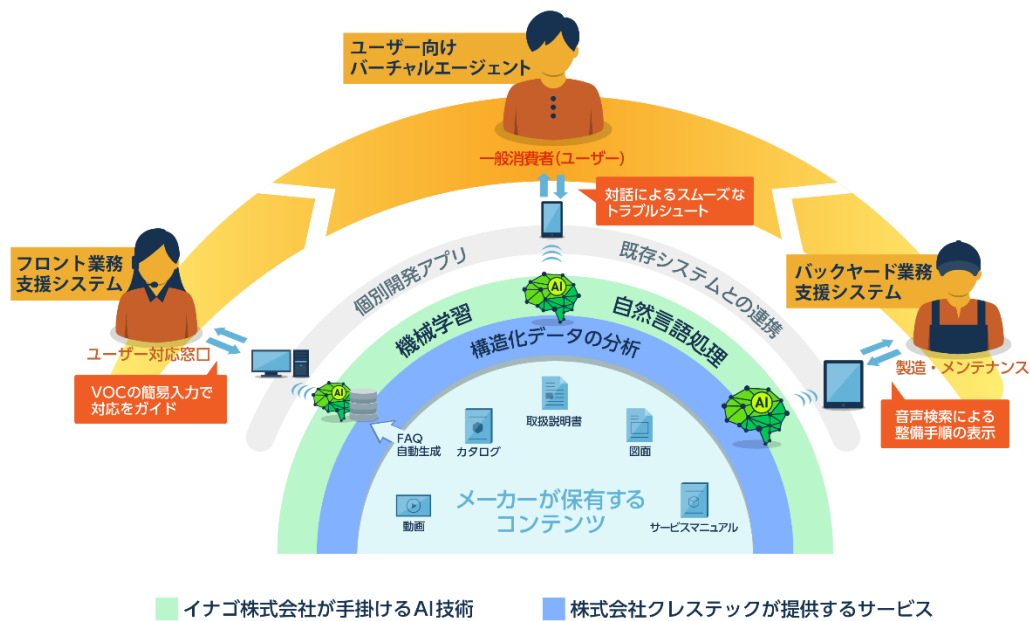 ユーザー向け
バーチャルエージェント
一般消費者(ユーザー)
対話によるスムーズな
トラブルシュート
フロント業務
支援システム
ユーザー対応窓口
VOCの簡易入力で
対応をガイド
バックヤード業務
支援システム
製造・メンテナンス
音声検索による
整備手順の表示
個別開発アプリ
既存システムとの連携
機械学習
AI
自然言語処理
構造化データの分析
AI
AI
FAQ
自動生成
カタログ
取扱説明書
図面
動画
メーカーが保有する
コンテンツ
サービスマニュアル
イナゴ株式会社が手掛けるAI技術
株式会社クレステックが提供するサービス